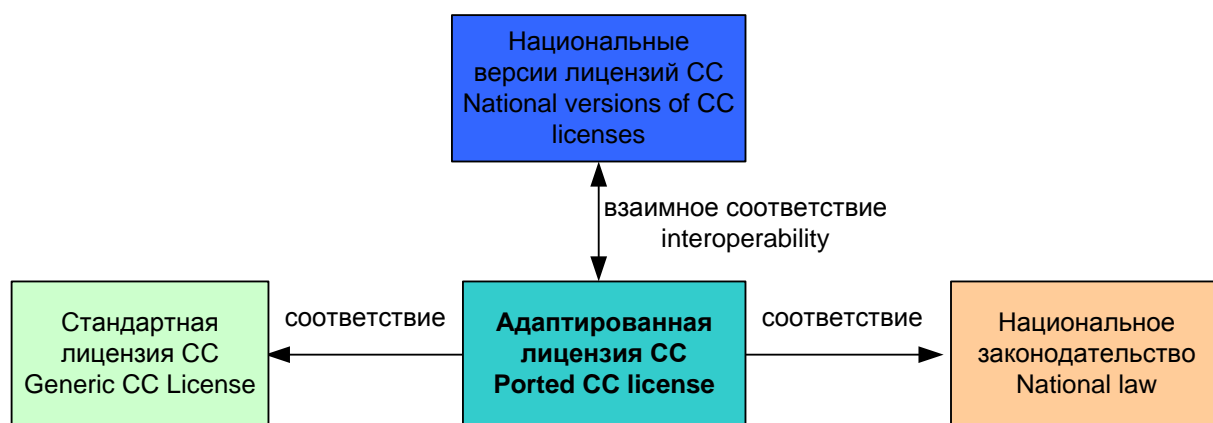 Национальные
версии лицензий CC
National versions of CC
licenses
взаимное соответствие
interoperability
Стандартная
лицензия CC
Generic CC License
соответствие
Адаптированная
лицензия CC
Ported CC license
соответствие
Национальное
законодательство
National law